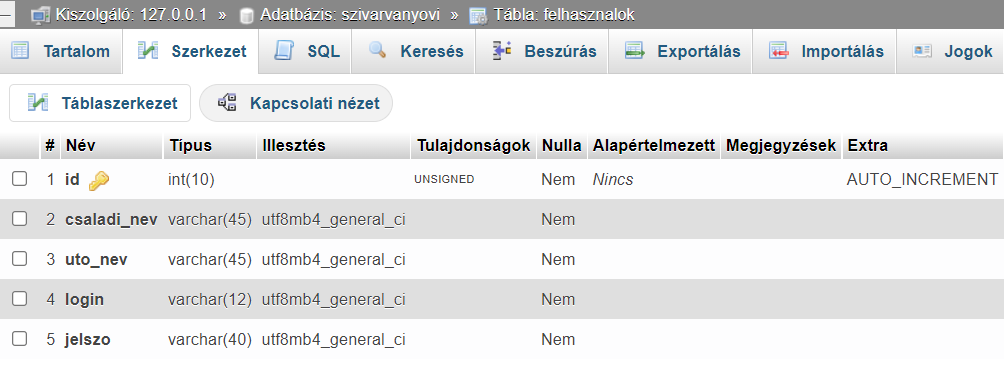 Kiszolgáló: 127.0.0.1 » Adatbázis: szivarvanyovi » Tábla: felhasznalok
Tartalom Szerkezet SQL Keresés Beszúrás Exportálás Importálás Jogok
Táblaszerkezet Kapcsolati nézet
# Név Típus Illesztés Tulajdonságok Nulla Alapértelmezett Megjegyzések Extra
1 id int(10) UNSIGNED Nem Nincs AUTO_INCREMENT
2 csaladi_nev varchar(45) utf8mb4_general_ci Nem
3 uto_nev varchar(45) utf8mb4_general_ci Nem
4 login varchar(12) utf8mb4_general_ci Nem
5 jelszo varchar(40) utf8mb4_general_ci Nem